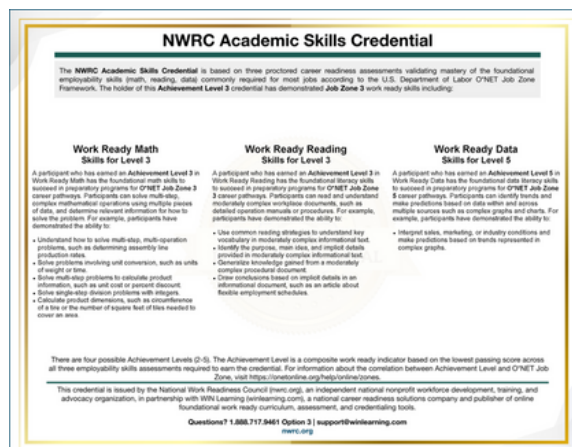 NWRC Academic Skills Credential
The NWRC Academic Skills Credential is based on three proctored career readiness assessments validating mastery of the foundational
employability skills (math, reading, data) commonly required for most jobs according to the U.S. Department of Labor O*NET Job Zone
Framework. The holder of this Achievement Level 3 credential has demonstrated Job Zone 3 work ready skills including:
Work Ready Math
Skills for Level 3
A participant who has earned an Achievement Level 3 in
Work Ready Math has the foundational math skills to
succeed in preparatory programs for O*NET Job Zone 3
career pathways. Participants can solve multi-step,
complex mathematical operations using multiple pieces
of data, and determine relevant information for how to
solve the problem. For example, participants have
demonstrated the ability to:
• Understand how to solve multi-step, multi-operation
problems, such as determining assembly line
production rates.
• Solve problems involving unit conversion, such as units
of weight or time.
• Solve multi-step problems to calculate product
information, such as unit cost or percent discount.
• Solve single-step division problems with integers.
• Calculate product dimensions, such as circumference
of a tire or the number of square feet of tiles needed to
cover an area.
Work Ready Reading
Skills for Level 3
A participant who has earned an Achievement Level 3 in
Work Ready Reading has the foundational literacy skills
to succeed in preparatory programs for O*NET Job Zone
3 career pathways. Participants can read and understand
moderately complex workplace documents, such as
detailed operation manuals or procedures. For example,
participants have demonstrated the ability to:
• Use common reading strategies to understand key
vocabulary in moderately complex informational text.
• Identify the purpose, main idea, and implicit details
provided in moderately complex informational text.
• Generalize knowledge gained from a moderately
complex procedural document.
• Draw conclusions based on implicit details in an
informational document, such as an article about
flexible employment schedules.
Work Ready Data
Skills for Level 5
A participant who has earned an Achievement Level 5 in
Work Ready Data has the foundational data literacy skills
to succeed in preparatory programs for O*NET Job Zone
5 career pathways. Participants can identify trends and
make predictions based on data within and across
multiple sources such as complex graphs and charts. For
example, participants have demonstrated the ability to:
• Interpret sales, marketing, or industry conditions and
make predictions based on trends represented in
complex graphs.
There are four possible Achievement Levels (2-5). The Achievement Level is a composite work ready indicator based on the lowest passing score across
all three employability skills assessments required to earn the credential. For information about the correlation between Achievement Level and O*NET Job
Zone, visit https://onetonline.org/help/online/zones.
This credential is issued by the National Work Readiness Council (nwrc.org), an independent national nonprofit workforce development, training, and
advocacy organization, in partnership with WIN Learning (winlearning.com), a national career readiness solutions company and publisher of online
foundational work ready curriculum, assessment, and credentialing tools.
Questions? 1.888.717.9461 Option 3 | support@winlearning.com
nwrc.org